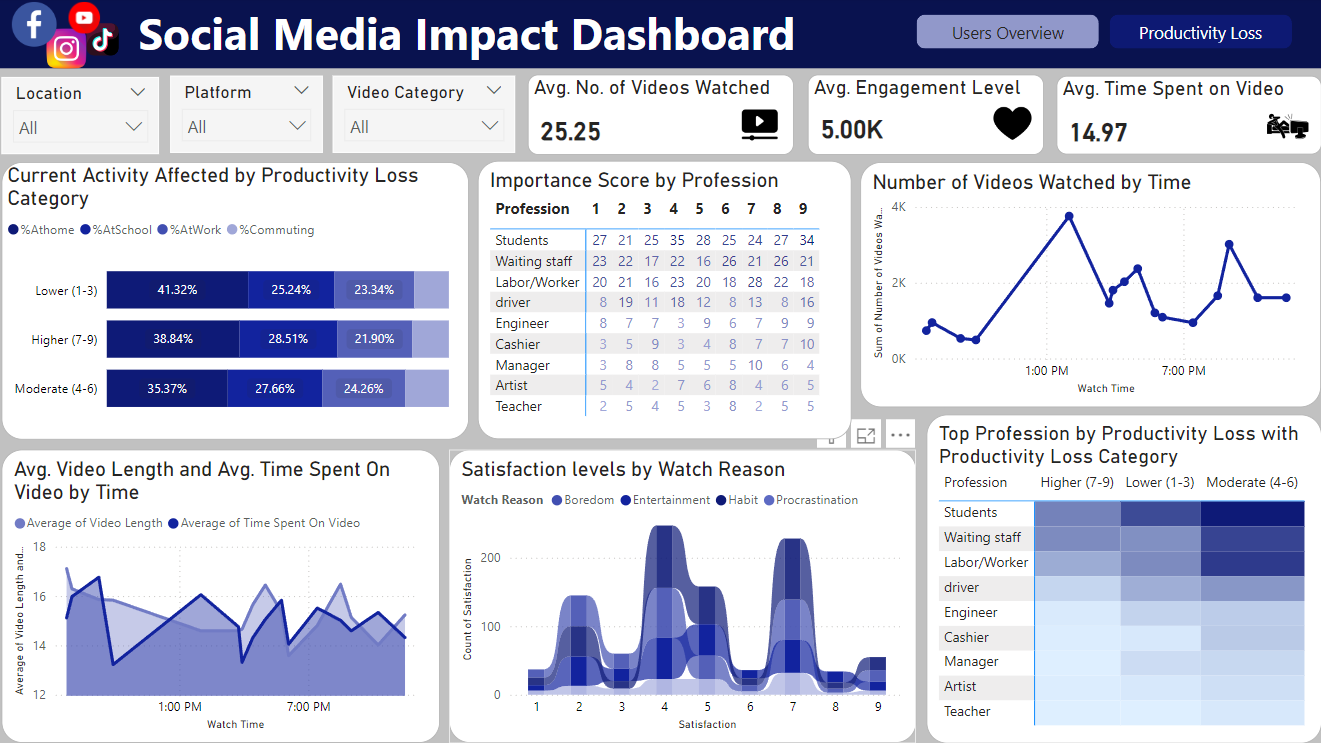 Social Media Impact Dashboard
Users Overview
Productivity Loss
Location
All
Platform
All
Video Category
All
Avg. No. of Videos Watched
25.25
Avg. Engagement Level
5.00K
Avg. Time Spent on Video
14.97
Current Activity Affected by Productivity Loss
Category
%Athome %AtSchool %AtWork %Commuting
Lower (1-3) 41.32% 25.24% 23.34%
Higher (7-9) 38.84% 28.51% 21.90%
Moderate (4-6) 35.37% 27.66% 24.26%
Importance Score by Profession
Profession 1 2 3 4 5 6 7 8 9
Students 27 21 25 35 28 25 24 27 34
Waiting staff 23 22 17 22 16 26 21 26 21
Labor/Worker 20 21 16 23 20 18 28 22 18
driver 8 19 11 18 12 8 13 8 16
Engineer 8 7 7 3 9 6 7 9 9
Cashier 3 5 9 3 4 8 7 7 10
Manager 3 8 8 5 5 5 10 6 4
Artist 5 4 2 7 6 8 4 6 5
Teacher 2 5 4 5 3 8 2 5 5
Number of Videos Watched by Time
Sum of Number of Videos Wa...
4K
2K
0K
1:00 PM 7:00 PM
Watch Time
Avg. Video Length and Avg. Time Spent On
Video by Time
Average of Video Length Average of Time Spent On Video
Average of Video Length and...
18
16
14
12
1:00 PM 7:00 PM
Watch Time
Satisfaction levels by Watch Reason
Watch Reason Boredom Entertainment Habit Procrastination
Count of Satisfaction
200
100
0
1 2 3 4 5 6 7 8 9
Satisfaction
Top Profession by Productivity Loss with
Productivity Loss Category
Profession Higher (7-9) Lower (1-3) Moderate (4-6)
Students
Waiting staff
Labor/Worker
driver
Engineer
Cashier
Manager
Artist
Teacher